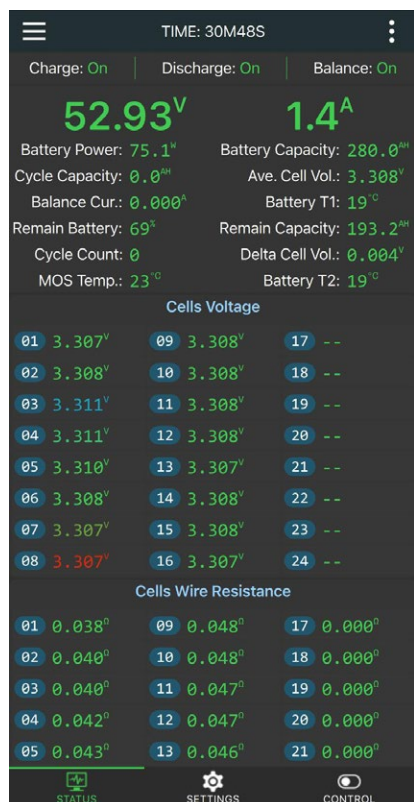 TIME: 30M48S
Charge: On Discharge: On Balance: On
52.93V 1.4A
Battery Power: 75.1W Battery Capacity: 280.0AH
Cycle Capacity: 0.0AH Ave. Cell Vol.: 3.308V
Balance Cur.: 0.000A Battery T1: 19°C
Remain Battery: 69% Remain Capacity: 193.2AH
Cycle Count: 0 Delta Cell Vol.: 0.004V
MOS Temp.: 23°C Battery T2: 19°C
Cells Voltage
01 3.307V 09 3.308V 17 --
02 3.308V 10 3.308V 18 --
03 3.311V 11 3.308V 19 --
04 3.311V 12 3.308V 20 --
05 3.310V 13 3.307V 21 --
06 3.308V 14 3.308V 22 --
07 3.307V 15 3.308V 23 --
08 3.307V 16 3.307V 24 --
Cells Wire Resistance
01 0.038Ω 09 0.048Ω 17 0.000Ω
02 0.040Ω 10 0.048Ω 18 0.000Ω
03 0.040Ω 11 0.047Ω 19 0.000Ω
04 0.042Ω 12 0.047Ω 20 0.000Ω
05 0.043Ω 13 0.046Ω 21 0.000Ω
STATUS SETTINGS CONTROL